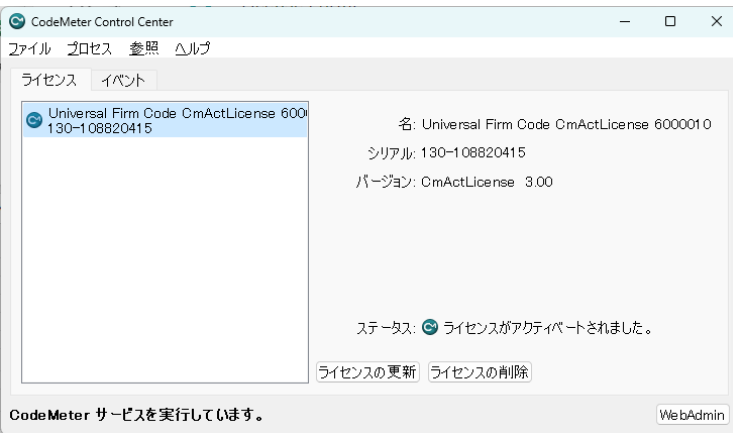 CodeMeter Control Center
ファイル プロセス 参照 ヘルプ
ライセンス イベント
Universal Firm Code CmActLicense 600
130-108820415
名: Universal Firm Code CmActLicense 6000010
シリアル: 130-108820415
バージョン: CmActLicense 3.00
ステータス: ライセンスがアクティベートされました。
ライセンスの更新 ライセンスの削除
CodeMeter サービスを実行しています。
WebAdmin